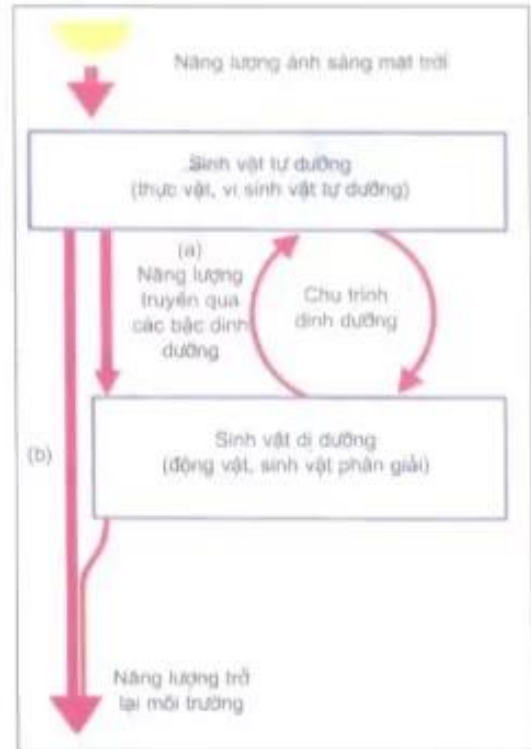 Năng lượng ánh sáng mặt trời
Sinh vật tự dưỡng
(thực vật, vi sinh vật tự dưỡng)
(a)
Năng lượng
truyền qua
các bậc dinh
dưỡng
Chu trình
dinh dưỡng
(b)
Sinh vật dị dưỡng
(động vật, sinh vật phân giải)
Năng lượng trở
lại môi trường